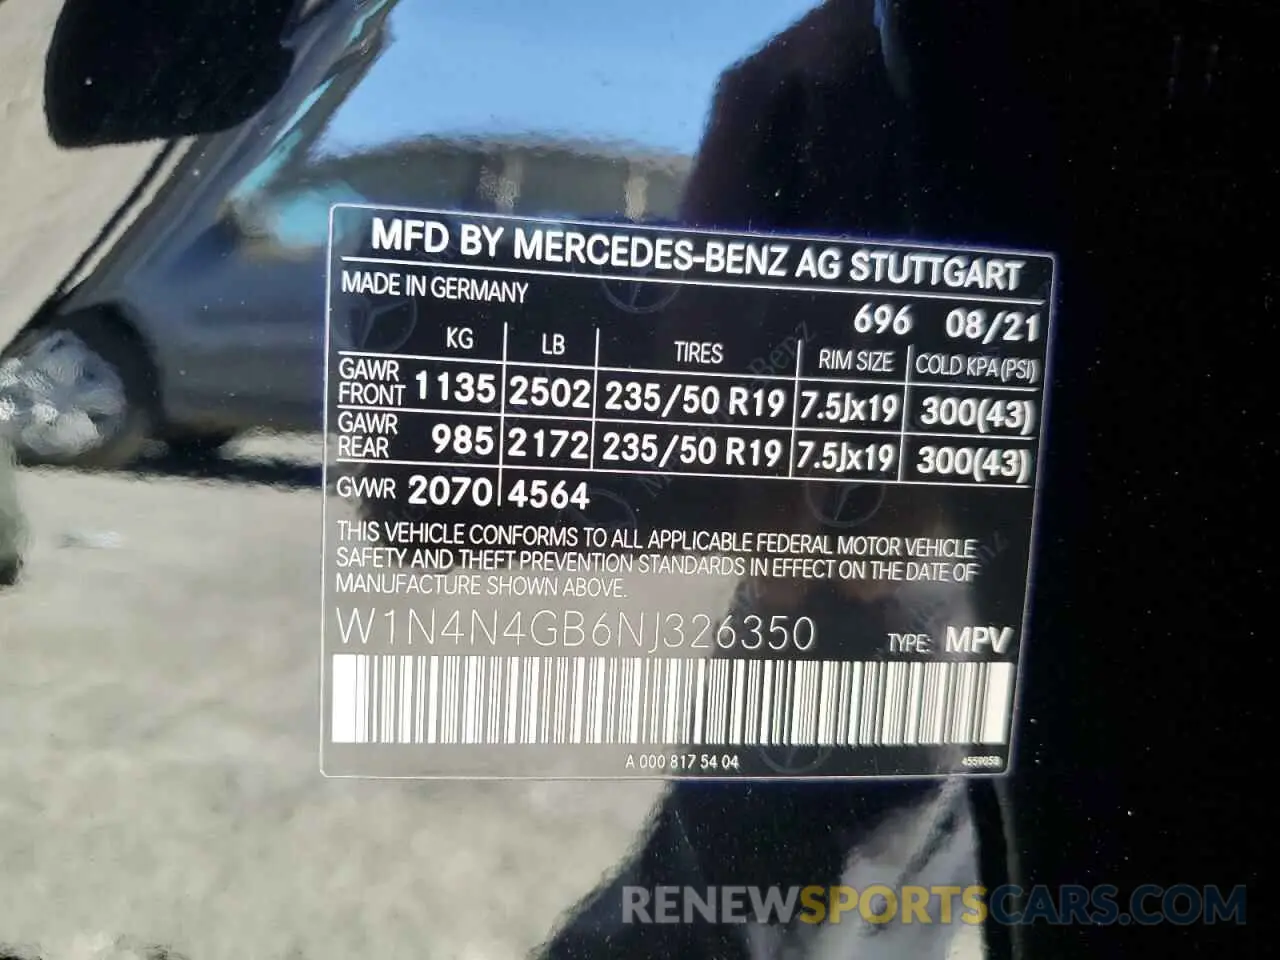 MFD BY MERCEDES-BENZ AG STUTTGART
MADE IN GERMANY
696 08/21
KG LB TIRES RIM SIZE COLD KPA (PSI)
GAWR FRONT 1135 2502 235/50 R19 7.5Jx19 300(43)
GAWR REAR 985 2172 235/50 R19 7.5Jx19 300(43)
GVWR 2070 4564
THIS VEHICLE CONFORMS TO ALL APPLICABLE FEDERAL MOTOR VEHICLE
SAFETY AND THEFT PREVENTION STANDARDS IN EFFECT ON THE DATE OF
MANUFACTURE SHOWN ABOVE.
W1N4N4GB6NJ326350 TYPE: MPV
A 000 817 54 04 4559058
RENEWSPORTSCARS.COM